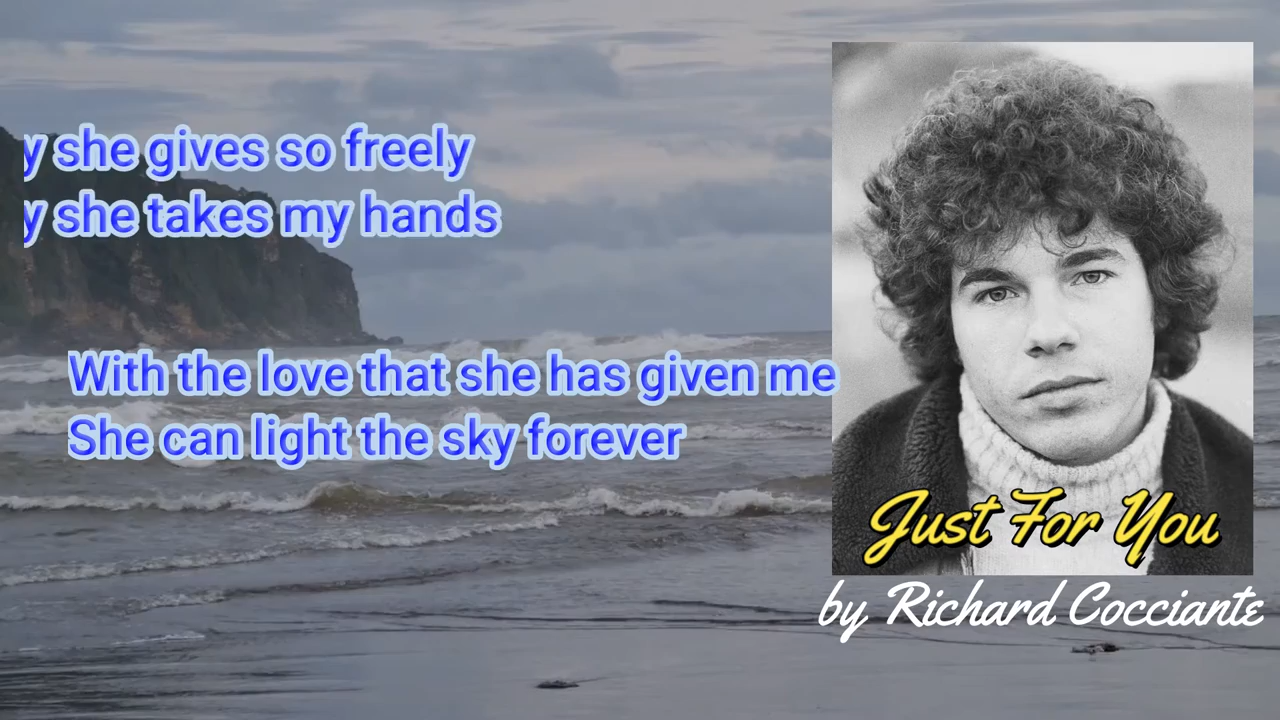 y she gives so freely
y she takes my hands
With the love that she has given me
She can light the sky forever
Just For You
by Richard Cocciante